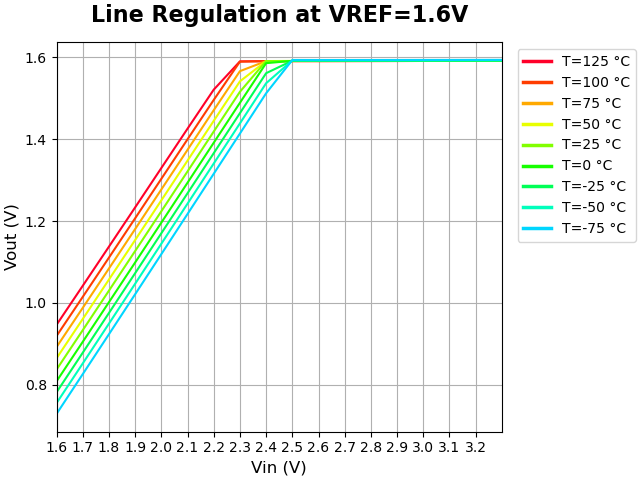 Line Regulation at VREF=1.6V
Vout (V)
1.6
1.4
1.2
1.0
0.8
1.6 1.7 1.8 1.9 2.0 2.1 2.2 2.3 2.4 2.5 2.6 2.7 2.8 2.9 3.0 3.1 3.2
Vin (V)
T=125 °C
T=100 °C
T=75 °C
T=50 °C
T=25 °C
T=0 °C
T=-25 °C
T=-50 °C
T=-75 °C